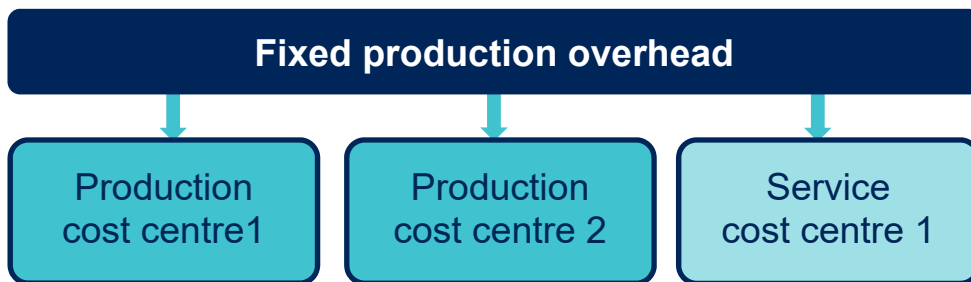 Fixed production overhead
Production
cost centre1
Production
cost centre 2
Service
cost centre 1